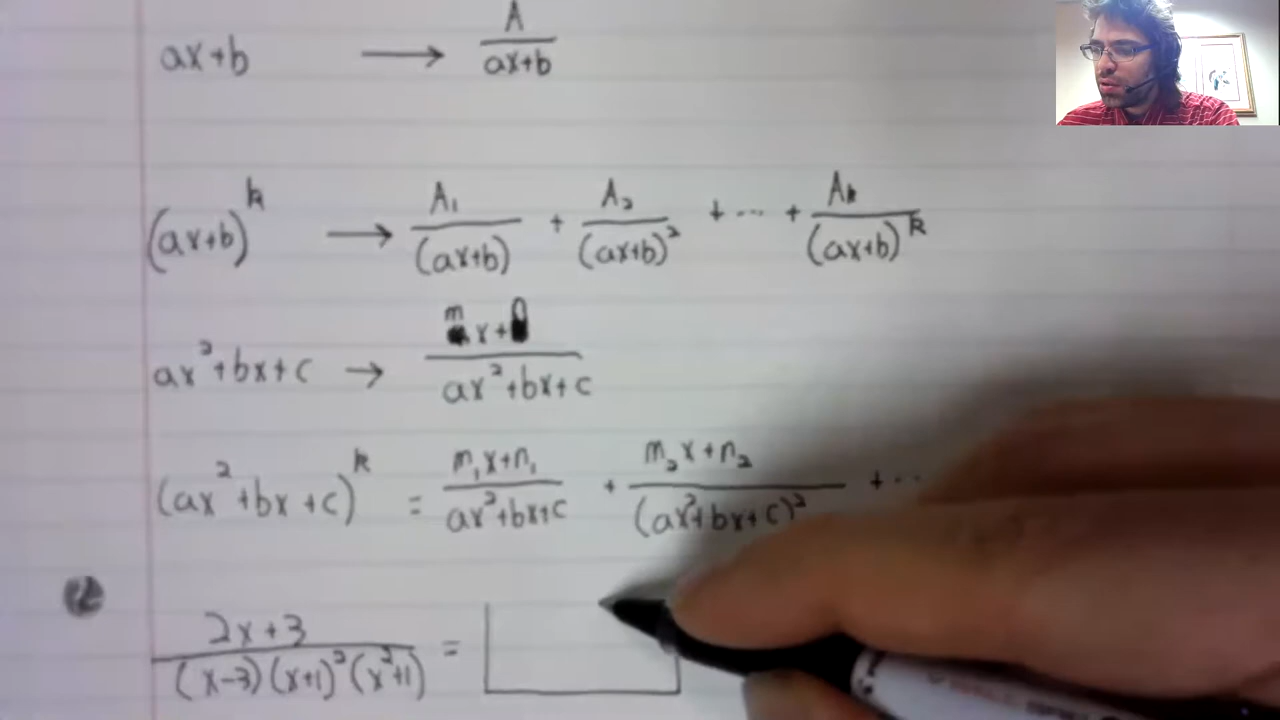 ax+b → A/(ax+b)
(ax+b)^k → A₁/(ax+b) + A₂/(ax+b)² + ... + Aₖ/(ax+b)^k
ax²+bx+c → (mx+)/(ax²+bx+c)
(ax²+bx+c)^k = (m₁x+n₁)/(ax²+bx+c) + (m₂x+n₂)/(ax²+bx+c)² + ...
(2x+3)/((x-3)(x+1)²(x²+1)) =